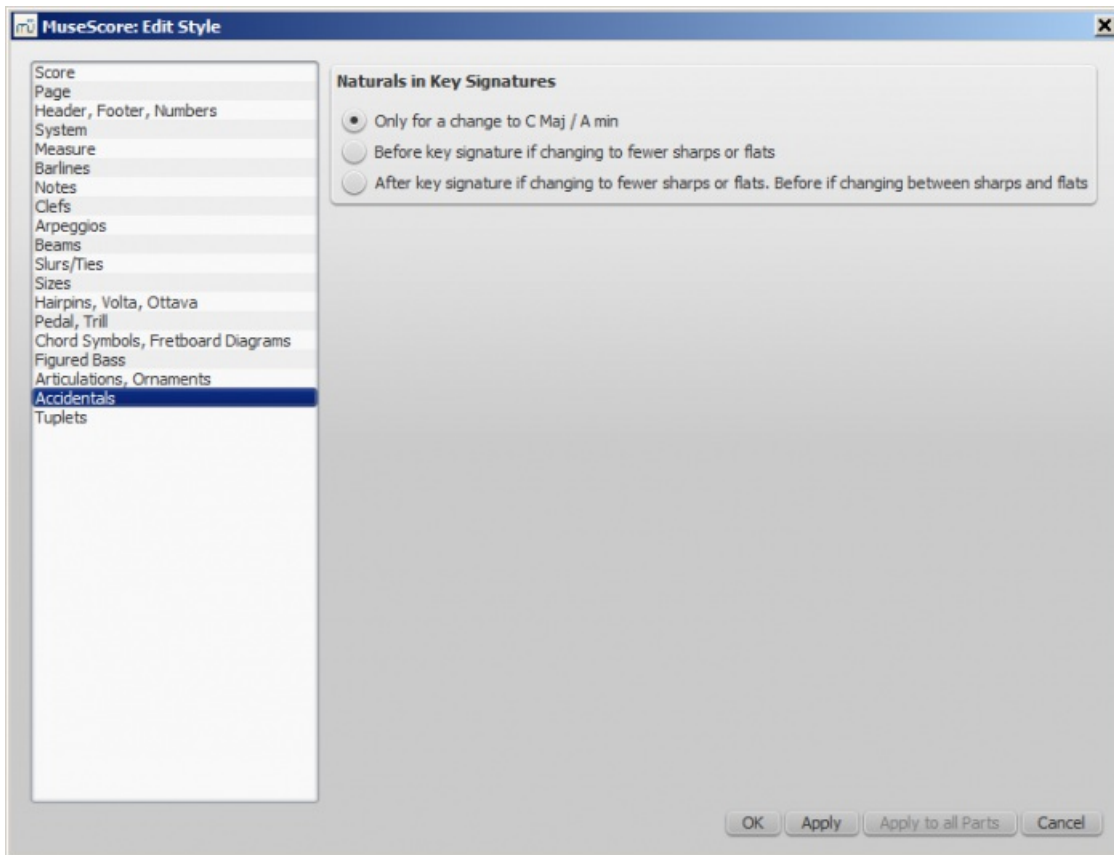 MuseScore: Edit Style
Score
Page
Header, Footer, Numbers
System
Measure
Barlines
Notes
Clefs
Arpeggios
Beams
Slurs/Ties
Sizes
Hairpins, Volta, Ottava
Pedal, Trill
Chord Symbols, Fretboard Diagrams
Figured Bass
Articulations, Ornaments
Accidentals
Tuplets
Naturals in Key Signatures
Only for a change to C Maj / A min
Before key signature if changing to fewer sharps or flats
After key signature if changing to fewer sharps or flats. Before if changing between sharps and flats
OK Apply Apply to all Parts Cancel